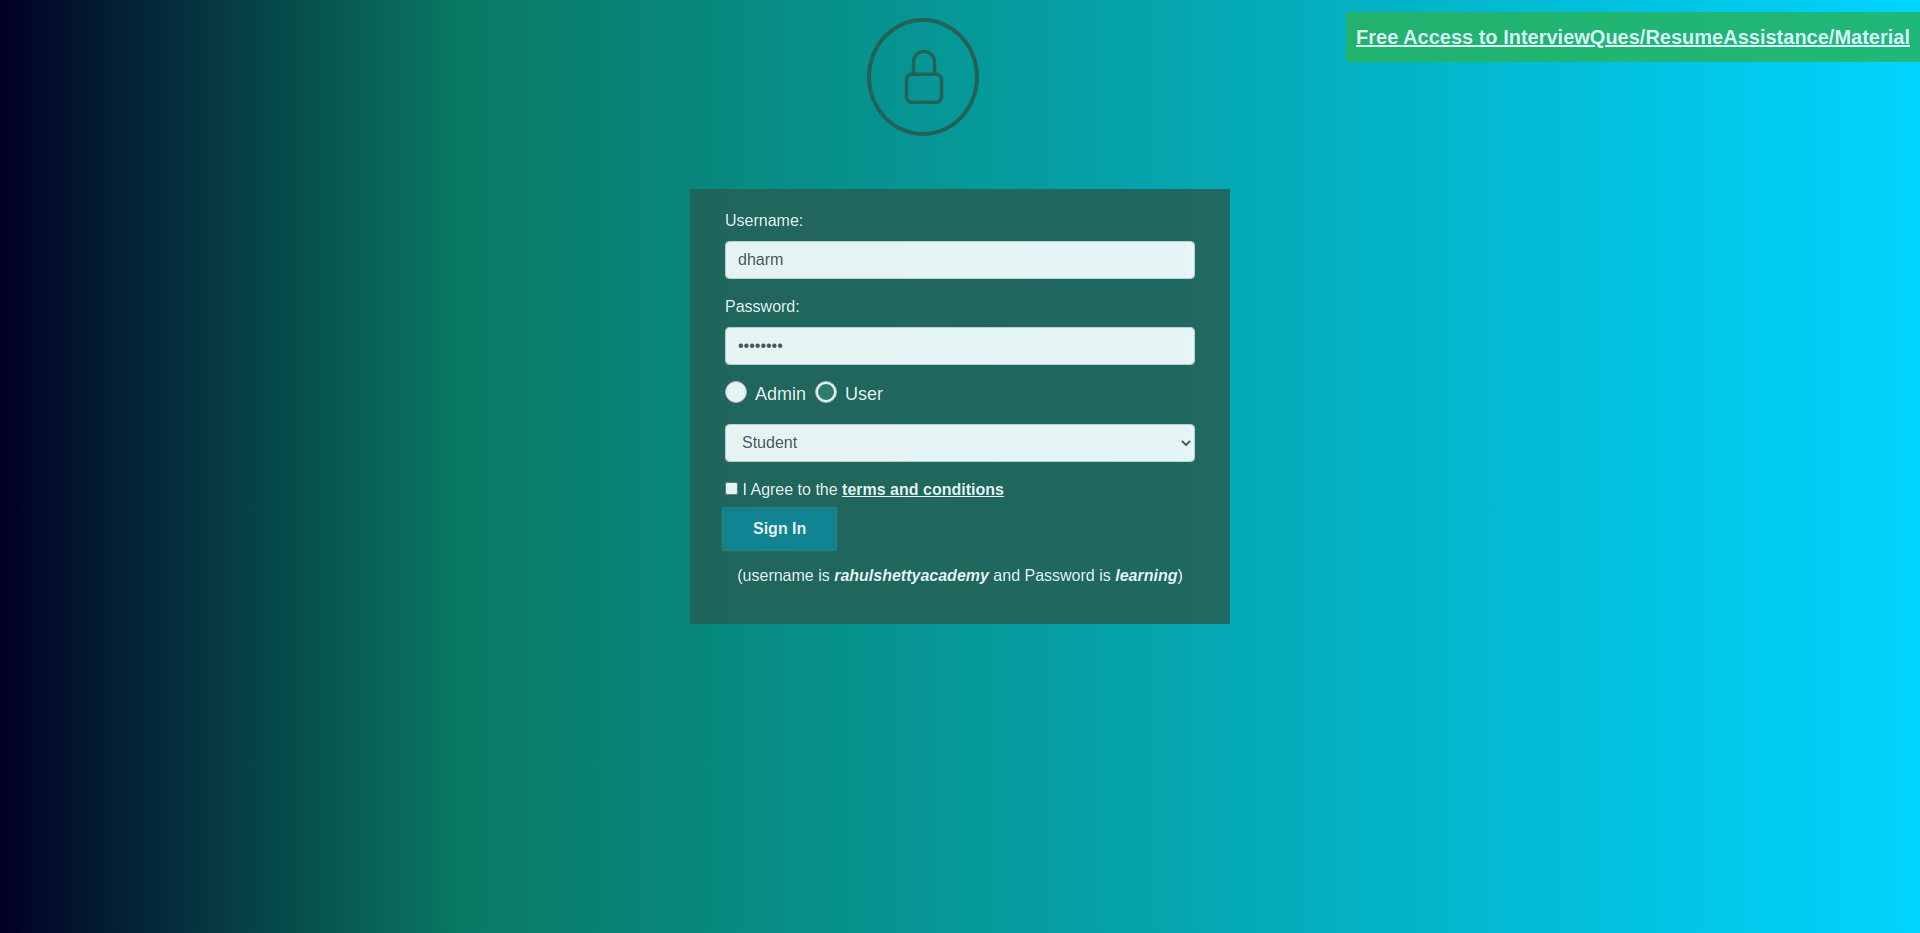 Free Access to InterviewQues/ResumeAssistance/Material
Username:
dharm
Password:
••••••••
Admin User
Student
I Agree to the terms and conditions
Sign In
(username is rahulshettyacademy and Password is learning)